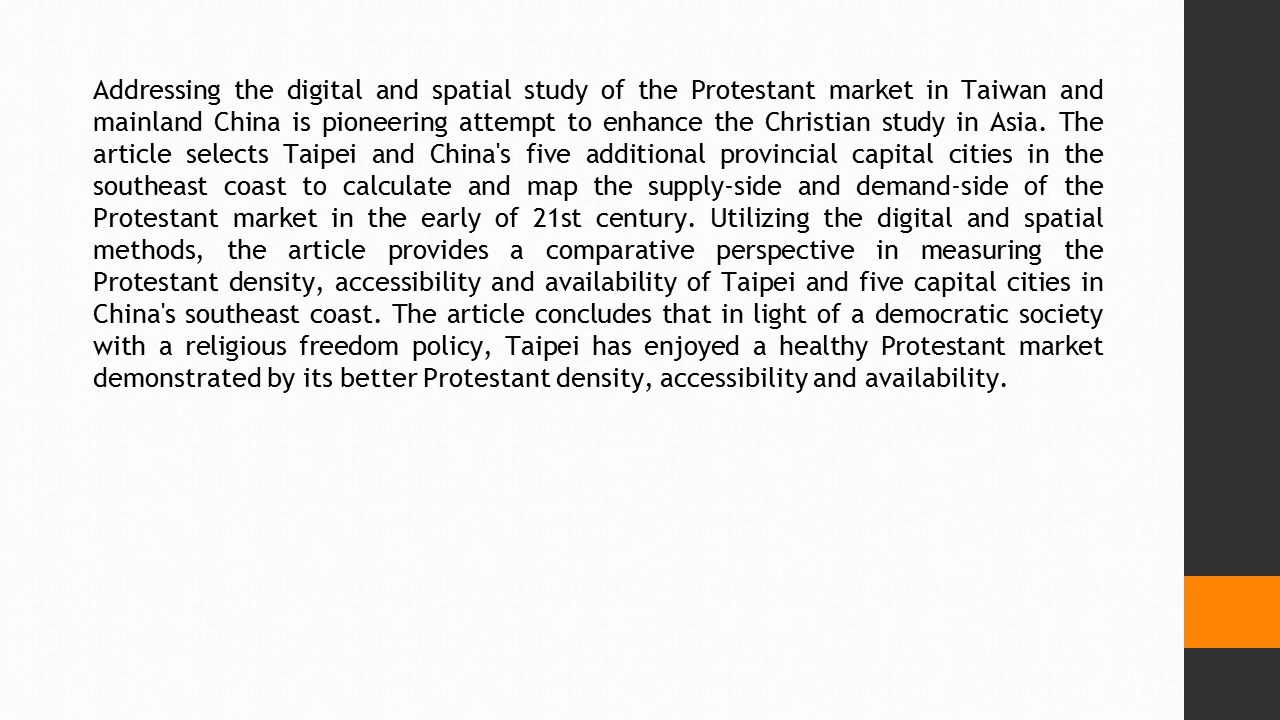 Addressing the digital and spatial study of the Protestant market in Taiwan and
mainland China is pioneering attempt to enhance the Christian study in Asia. The
article selects Taipei and China's five additional provincial capital cities in the
southeast coast to calculate and map the supply-side and demand-side of the
Protestant market in the early of 21st century. Utilizing the digital and spatial
methods, the article provides a comparative perspective in measuring the
Protestant density, accessibility and availability of Taipei and five capital cities in
China's southeast coast. The article concludes that in light of a democratic society
with a religious freedom policy, Taipei has enjoyed a healthy Protestant market
demonstrated by its better Protestant density, accessibility and availability.